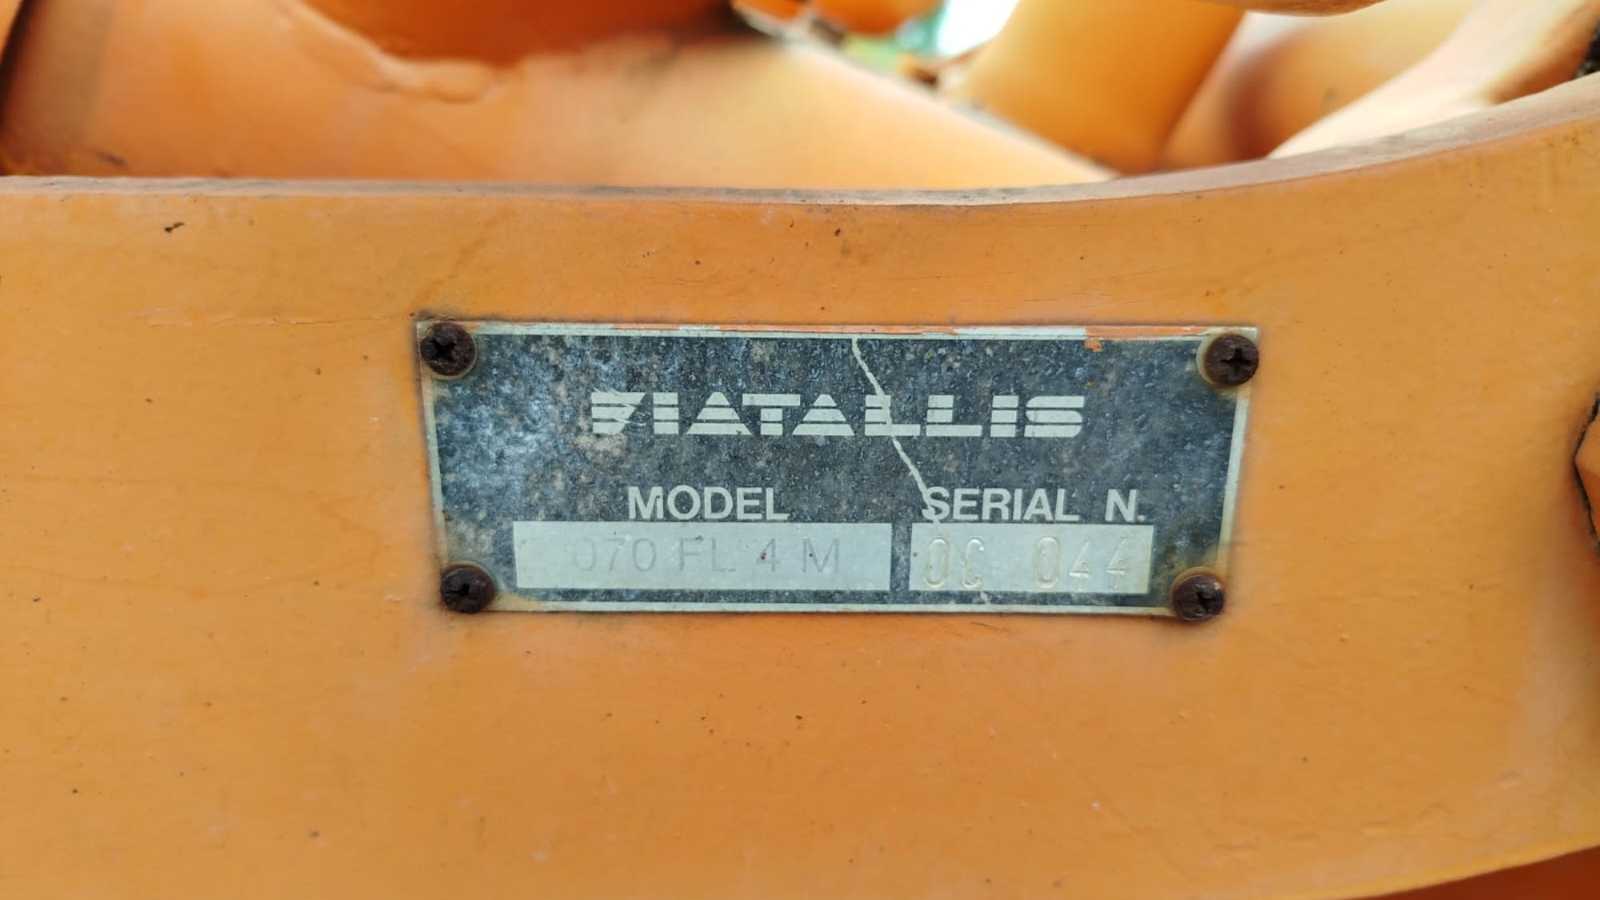 FIATALLIS
MODEL SERIAL N.
070 FL 4 M OC 044